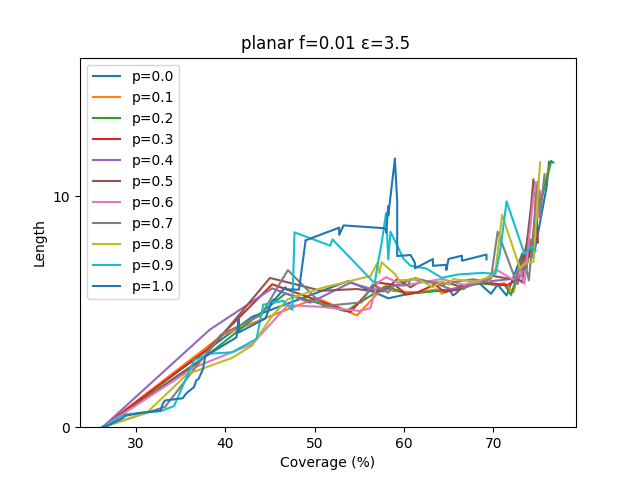 planar f=0.01 ε=3.5
p=0.0
p=0.1
p=0.2
p=0.3
p=0.4
p=0.5
p=0.6
p=0.7
p=0.8
p=0.9
p=1.0
10
0
Length
30 40 50 60 70
Coverage (%)